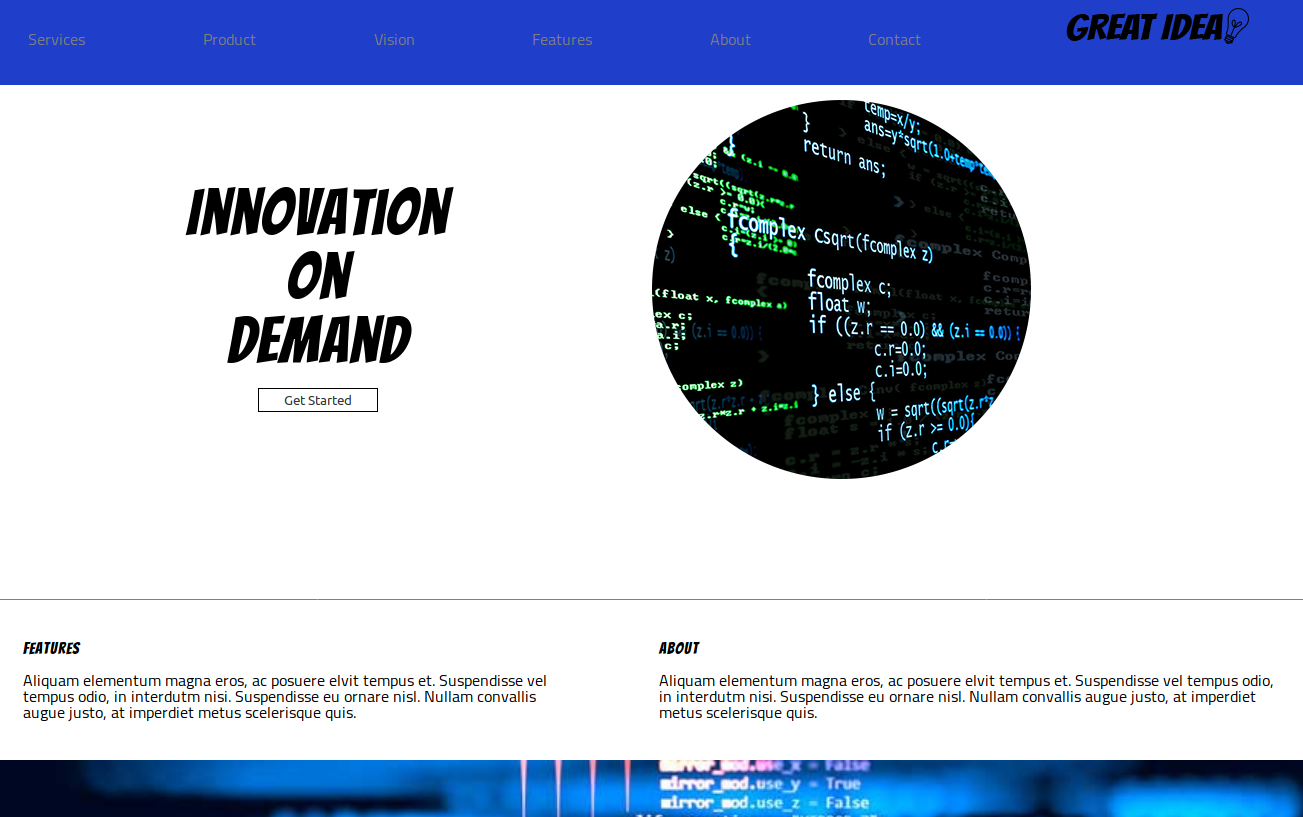 Services Product Vision Features About Contact GREAT IDEA
INNOVATION
ON
DEMAND
Get Started
temp=x/y;
}
ans=y*sqrt(1.0+temp*te
return ans;
else {
fcomplex Csqrt(fcomplex z)
{
fcomplex c;
(float x, fcomplex a)
float w;
if ((z.r == 0.0) && (z.i == 0.0)) {
c.r=0.0;
c.i=0.0;
complex z)
} else {
w = sqrt((sqrt(z.r*z
if (z.r >= 0.0){
FEATURES
Aliquam elementum magna eros, ac posuere elvit tempus et. Suspendisse vel
tempus odio, in interdutm nisi. Suspendisse eu ornare nisl. Nullam convallis
augue justo, at imperdiet metus scelerisque quis.
ABOUT
Aliquam elementum magna eros, ac posuere elvit tempus et. Suspendisse vel tempus odio,
in interdutm nisi. Suspendisse eu ornare nisl. Nullam convallis augue justo, at imperdiet
metus scelerisque quis.
mirror_mod.use_x = False
mirror_mod.use_y = True
mirror_mod.use_z = False